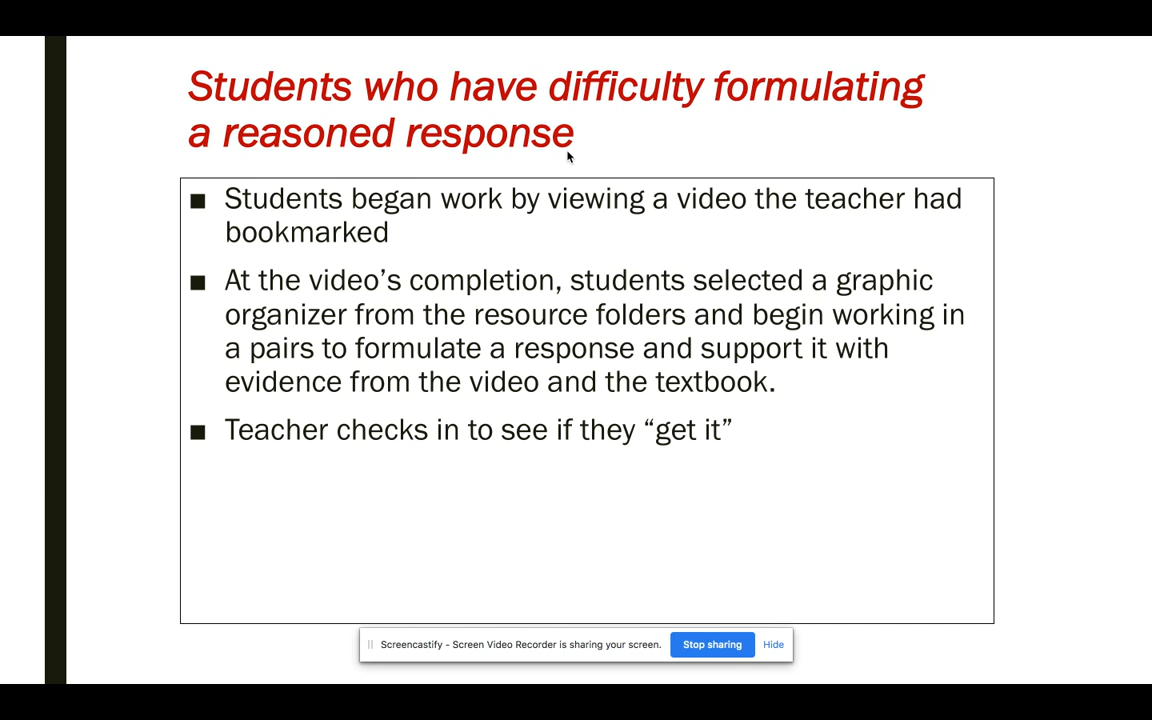 Students who have difficulty formulating
a reasoned response
■ Students began work by viewing a video the teacher had
bookmarked
■ At the video’s completion, students selected a graphic
organizer from the resource folders and begin working in
a pairs to formulate a response and support it with
evidence from the video and the textbook.
■ Teacher checks in to see if they “get it”
Screencastify - Screen Video Recorder is sharing your screen. Stop sharing Hide